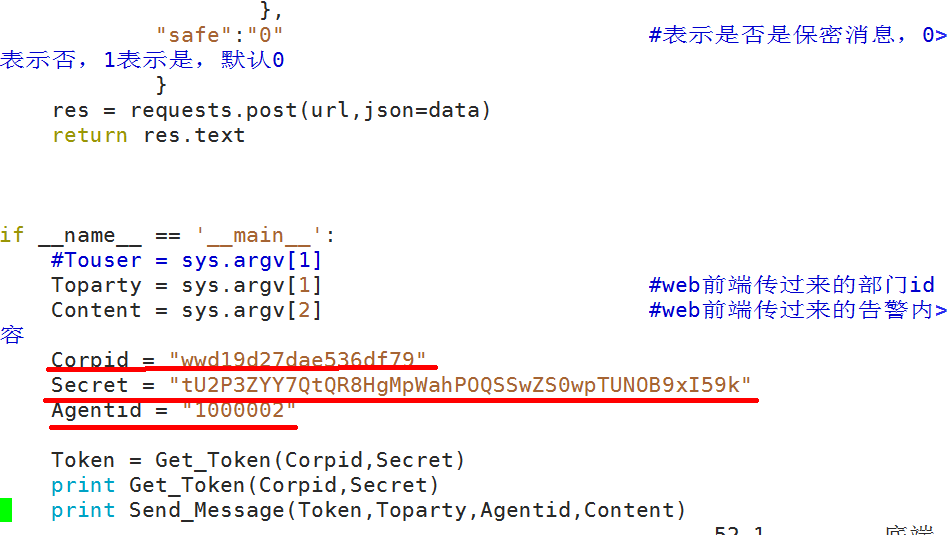 },
"safe":"0" #表示是否是保密消息，0>
表示否，1表示是，默认0
}
res = requests.post(url,json=data)
return res.text
if __name__ == '__main__':
#Touser = sys.argv[1]
Toparty = sys.argv[1] #web前端传过来的部门id
Content = sys.argv[2] #web前端传过来的告警内>
容
Corpid = "wwd19d27dae536df79"
Secret = "tU2P3ZYY7QtQR8HgMpWahPOQSSwZS0wpTUNOB9xI59k"
Agentid = "1000002"
Token = Get_Token(Corpid,Secret)
print Get_Token(Corpid,Secret)
print Send_Message(Token,Toparty,Agentid,Content)
52,1 底端